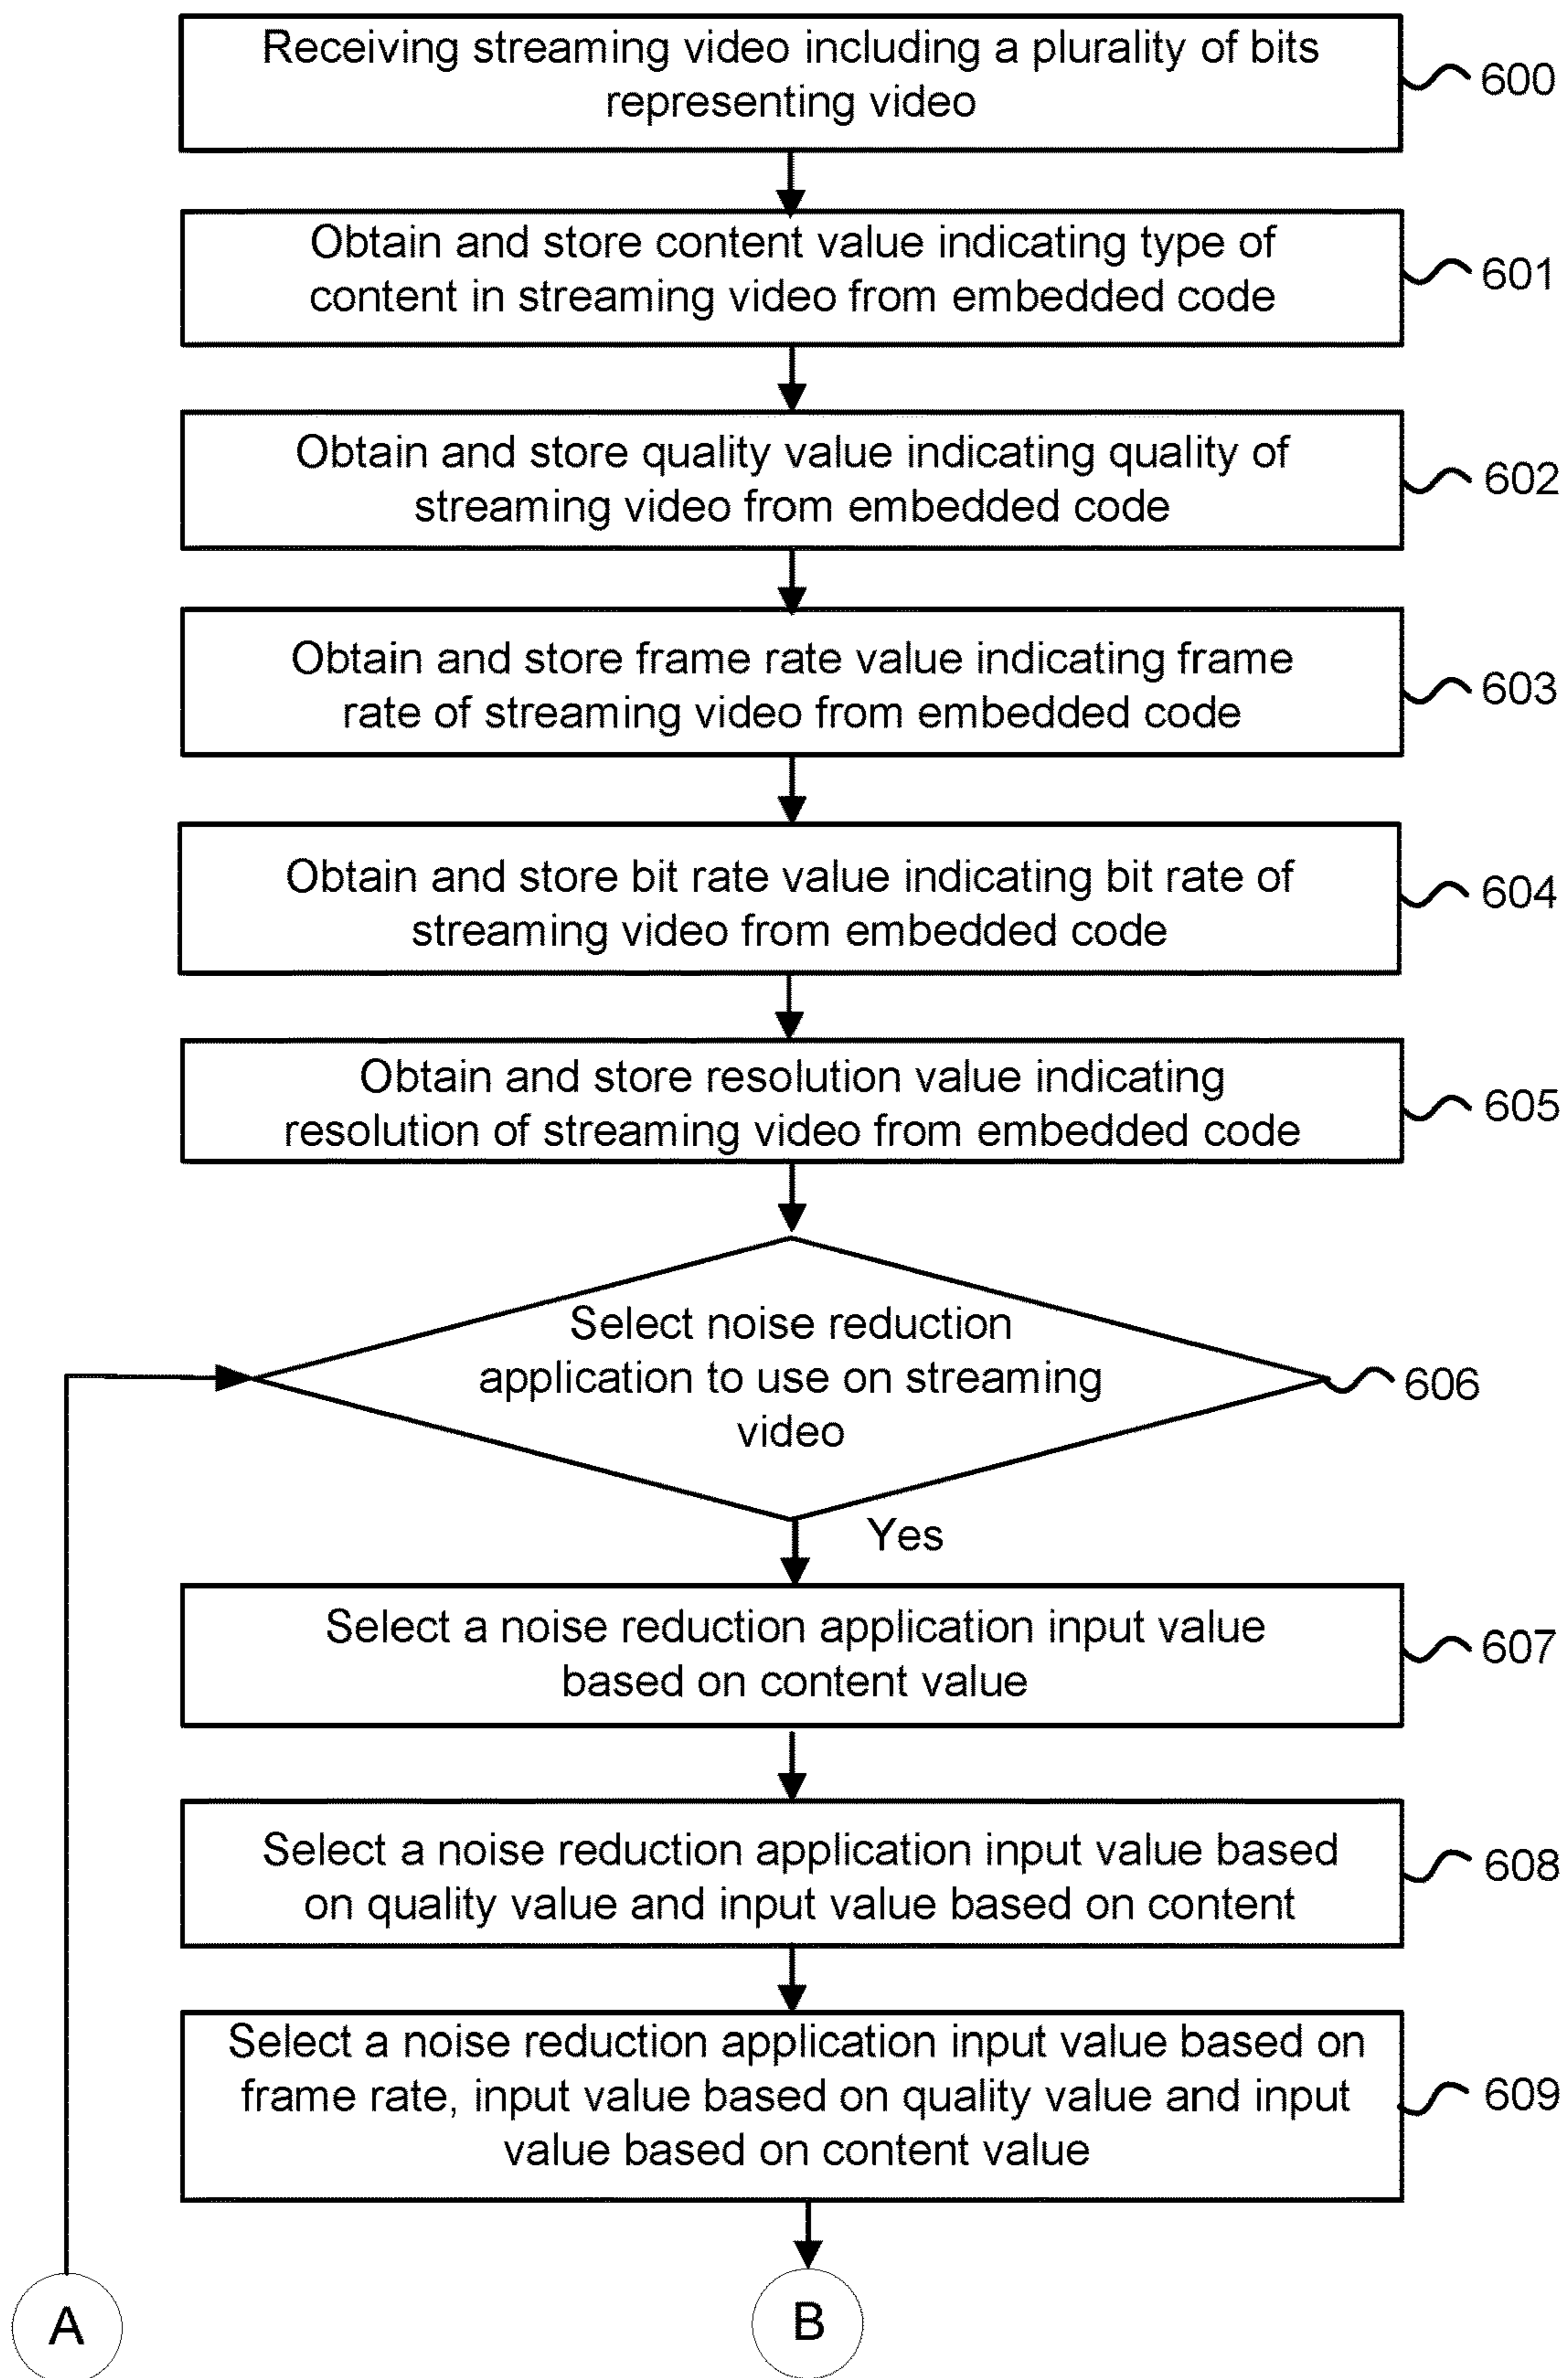 Receiving streaming video including a plurality of bits
representing video
600
Obtain and store content value indicating type of
content in streaming video from embedded code
601
Obtain and store quality value indicating quality of
streaming video from embedded code
602
Obtain and store frame rate value indicating frame
rate of streaming video from embedded code
603
Obtain and store bit rate value indicating bit rate of
streaming video from embedded code
604
Obtain and store resolution value indicating
resolution of streaming video from embedded code
605
Select noise reduction
application to use on streaming
video
606
Yes
Select a noise reduction application input value
based on content value
607
Select a noise reduction application input value based
on quality value and input value based on content
608
Select a noise reduction application input value based on
frame rate, input value based on quality value and input
value based on content value
609
A
B